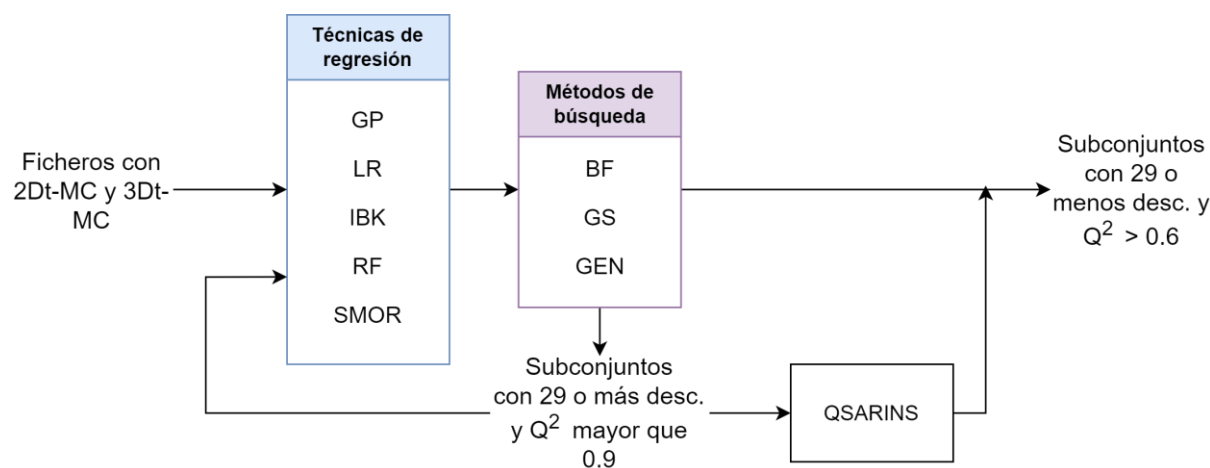 Ficheros con
2Dt-MC y 3Dt-
MC
Técnicas de
regresión
GP
LR
IBK
RF
SMOR
Métodos de
búsqueda
BF
GS
GEN
Subconjuntos
con 29 o más desc.
y Q² mayor que
0.9
QSARINS
Subconjuntos
con 29 o
menos desc. y
Q² > 0.6